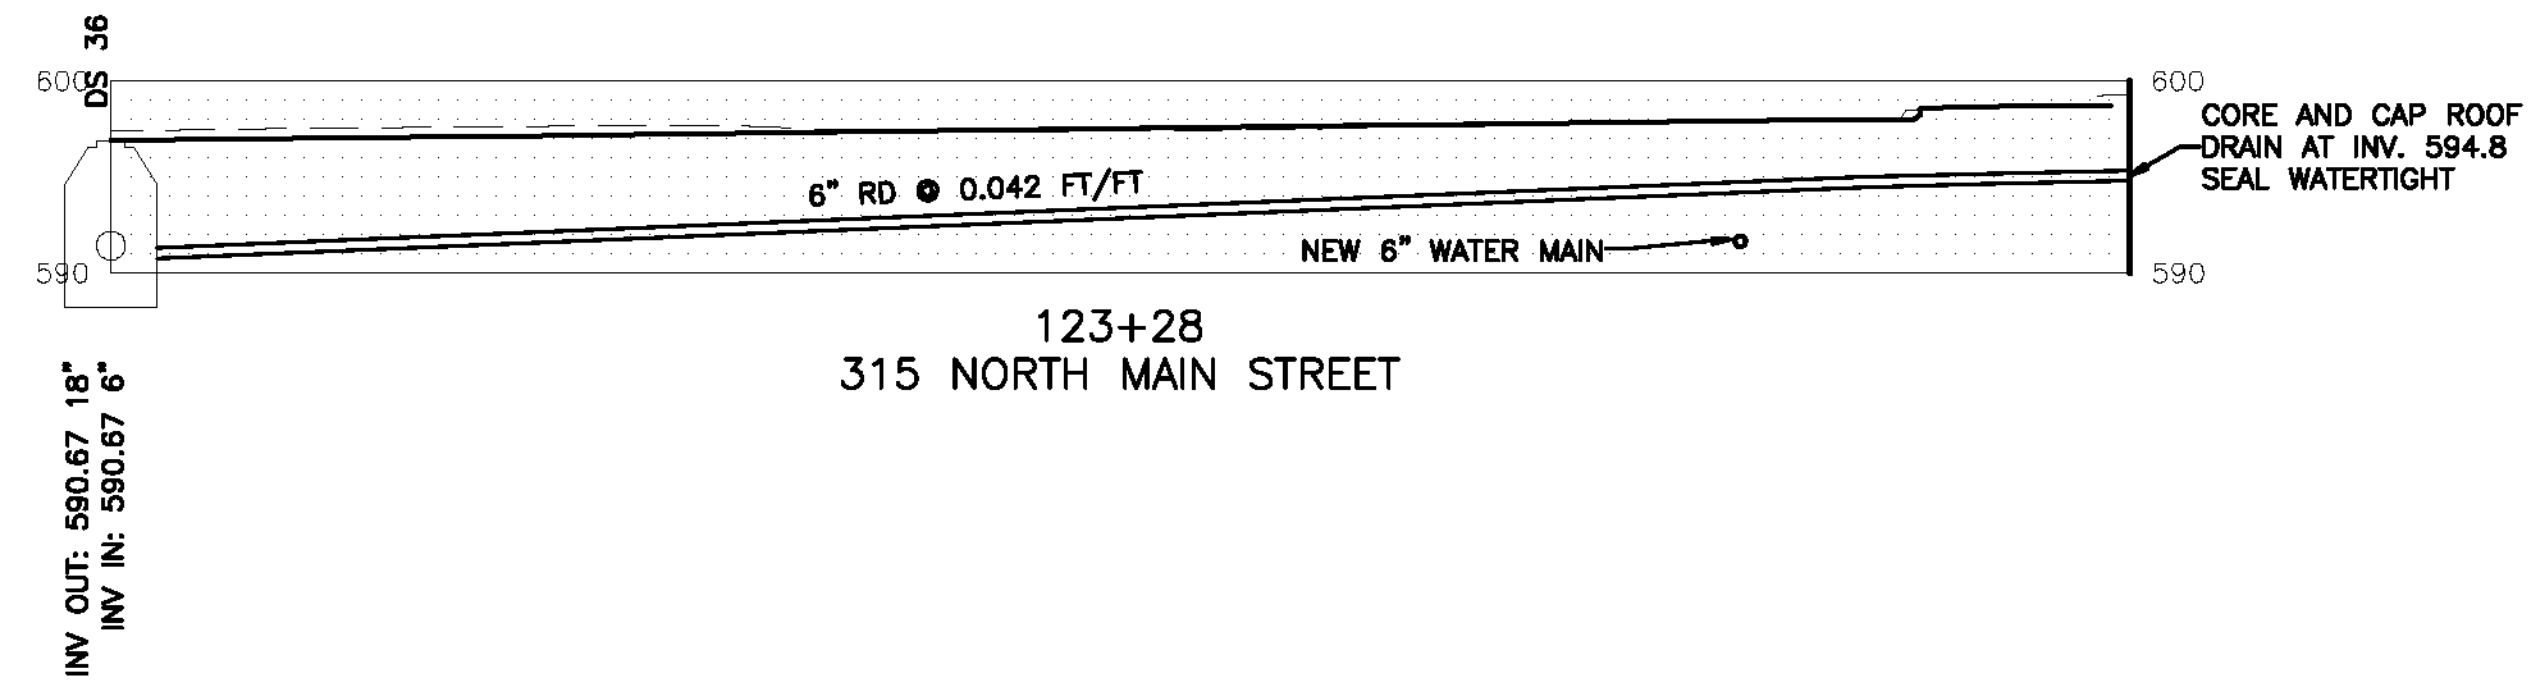 DS 36
600
600
CORE AND CAP ROOF
DRAIN AT INV. 594.8
SEAL WATERTIGHT
6" RD @ 0.042 FT/FT
NEW 6" WATER MAIN
590
590
123+28
315 NORTH MAIN STREET
INV OUT: 590.67 18"
INV IN: 590.67 6"